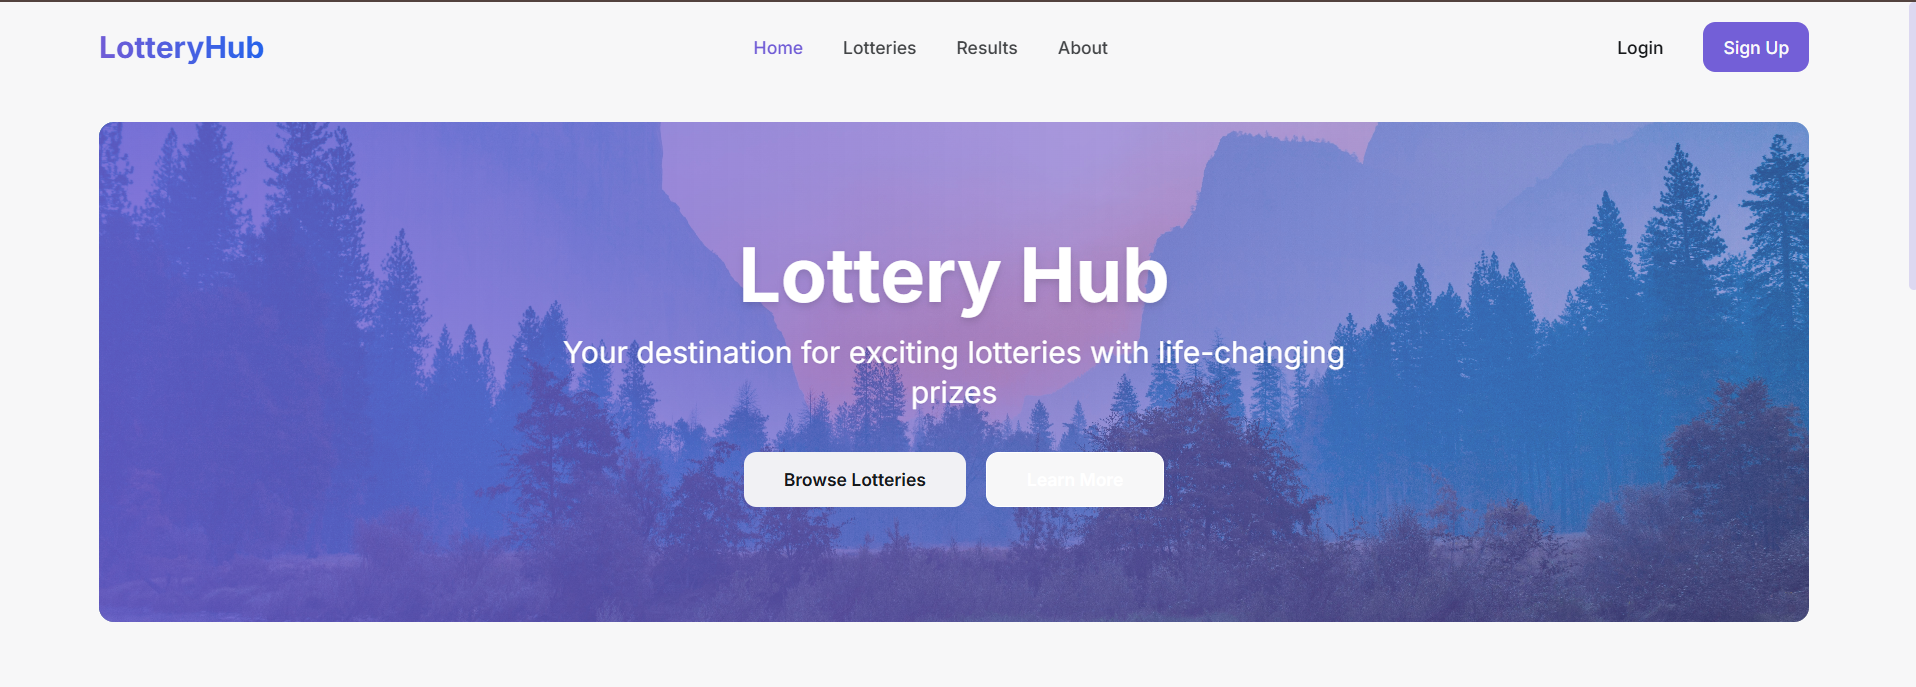 LotteryHub
Home
Lotteries
Results
About
Login
Sign Up
Lottery Hub
Your destination for exciting lotteries with life-changing
prizes
Browse Lotteries
Learn More